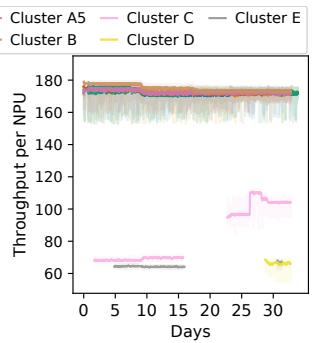 Cluster A5 Cluster C Cluster E
Cluster B Cluster D
Throughput per NPU
180
160
140
120
100
80
60
0 5 10 15 20 25 30
Days